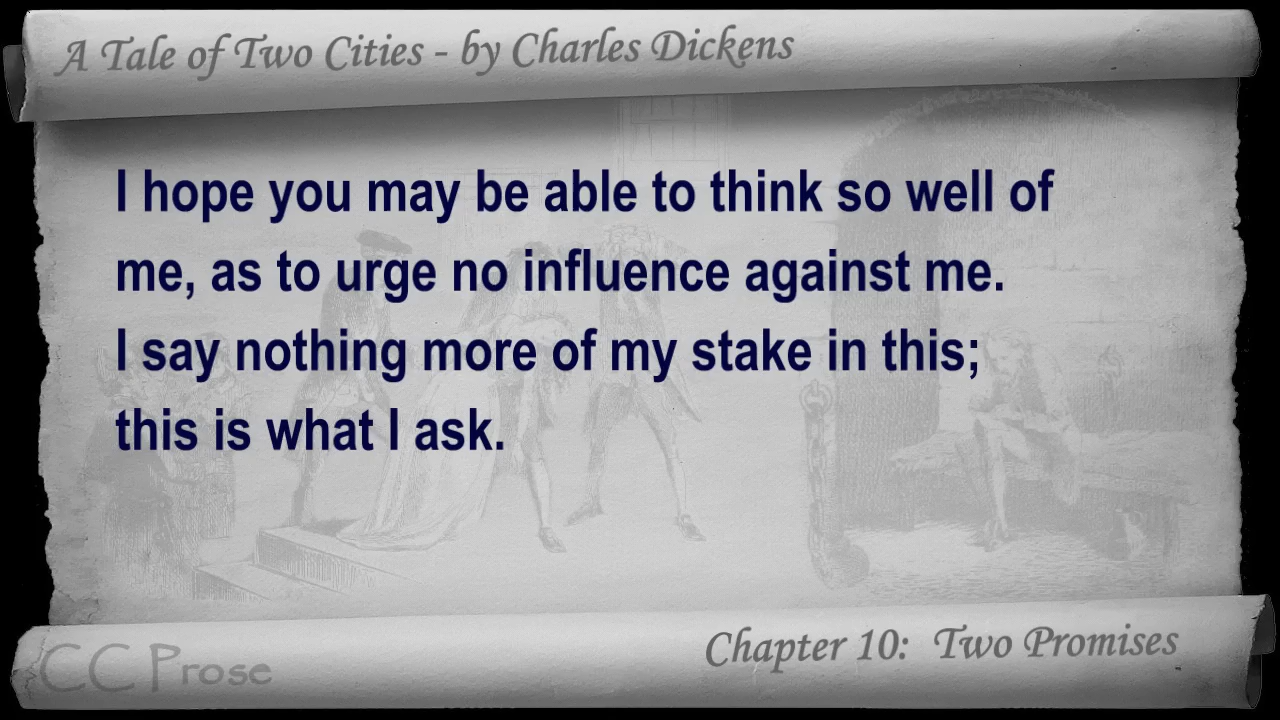 A Tale of Two Cities - by Charles Dickens
I hope you may be able to think so well of
me, as to urge no influence against me.
I say nothing more of my stake in this;
this is what I ask.
CC Prose
Chapter 10: Two Promises